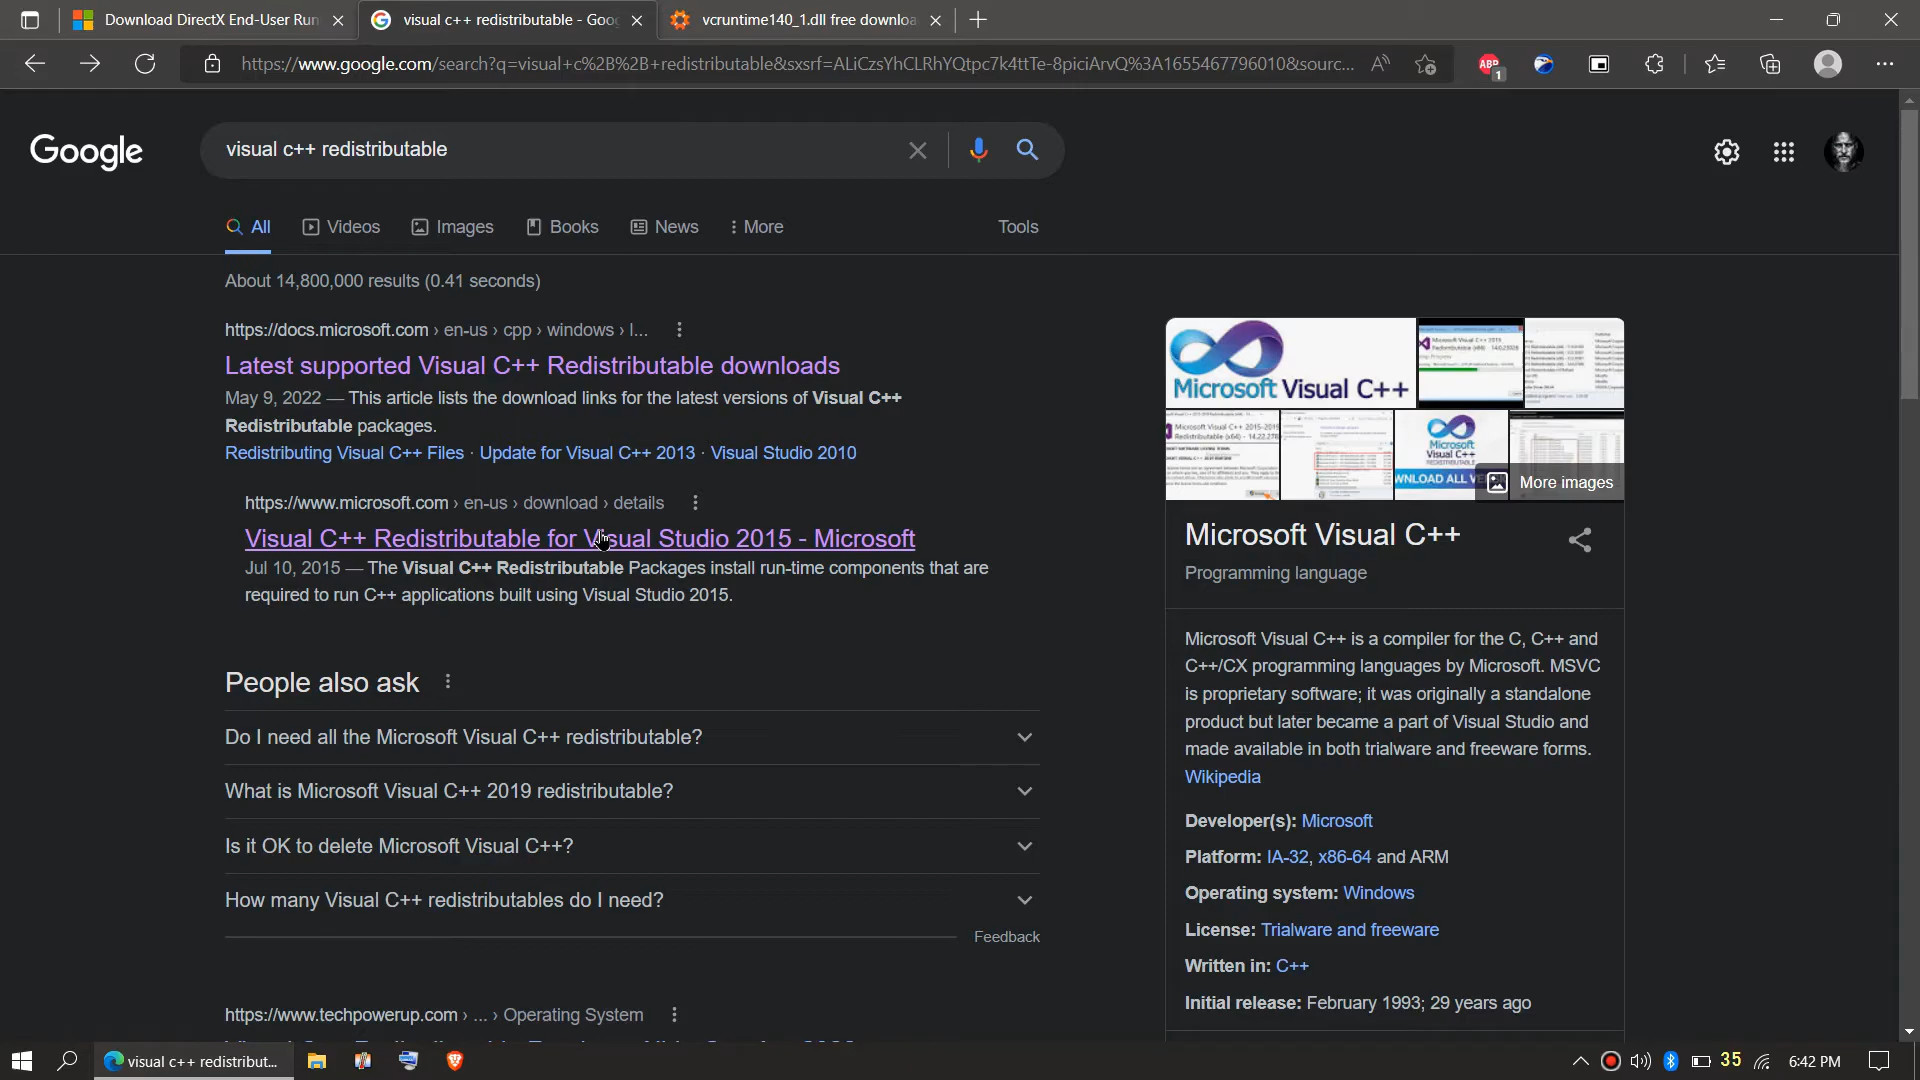 Download DirectX End-User Run
visual c++ redistributable - Goog
vcruntime140_1.dll free downloa
https://www.google.com/search?q=visual+c%2B%2B+redistributable&sxsrf=ALiCzsYhCLRhYQtpc7k4ttTe-8piciArvQ%3A1655467796010&sourc...
ABP
1
Google
visual c++ redistributable
All
Videos
Images
Books
News
More
Tools
About 14,800,000 results (0.41 seconds)
https://docs.microsoft.com › en-us › cpp › windows › l...
Latest supported Visual C++ Redistributable downloads
May 9, 2022 — This article lists the download links for the latest versions of Visual C++
Redistributable packages.
Redistributing Visual C++ Files · Update for Visual C++ 2013 · Visual Studio 2010
https://www.microsoft.com › en-us › download › details
Visual C++ Redistributable for Visual Studio 2015 - Microsoft
Jul 10, 2015 — The Visual C++ Redistributable Packages install run-time components that are
required to run C++ applications built using Visual Studio 2015.
People also ask
Do I need all the Microsoft Visual C++ redistributable?
What is Microsoft Visual C++ 2019 redistributable?
Is it OK to delete Microsoft Visual C++?
How many Visual C++ redistributables do I need?
Feedback
https://www.techpowerup.com › ... › Operating System
Microsoft Visual C++
More images
Microsoft Visual C++
Programming language
Microsoft Visual C++ is a compiler for the C, C++ and
C++/CX programming languages by Microsoft. MSVC
is proprietary software; it was originally a standalone
product but later became a part of Visual Studio and
made available in both trialware and freeware forms.
Wikipedia
Developer(s): Microsoft
Platform: IA-32, x86-64 and ARM
Operating system: Windows
License: Trialware and freeware
Written in: C++
Initial release: February 1993; 29 years ago
visual c++ redistribut...
35
6:42 PM